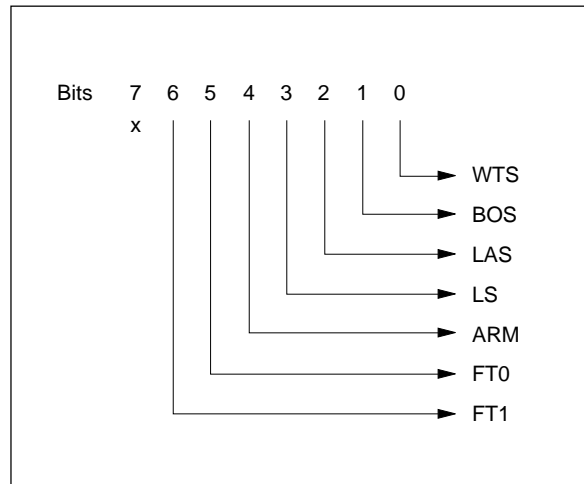 Bits 7 6 5 4 3 2 1 0
x
WTS
BOS
LAS
LS
ARM
FT0
FT1